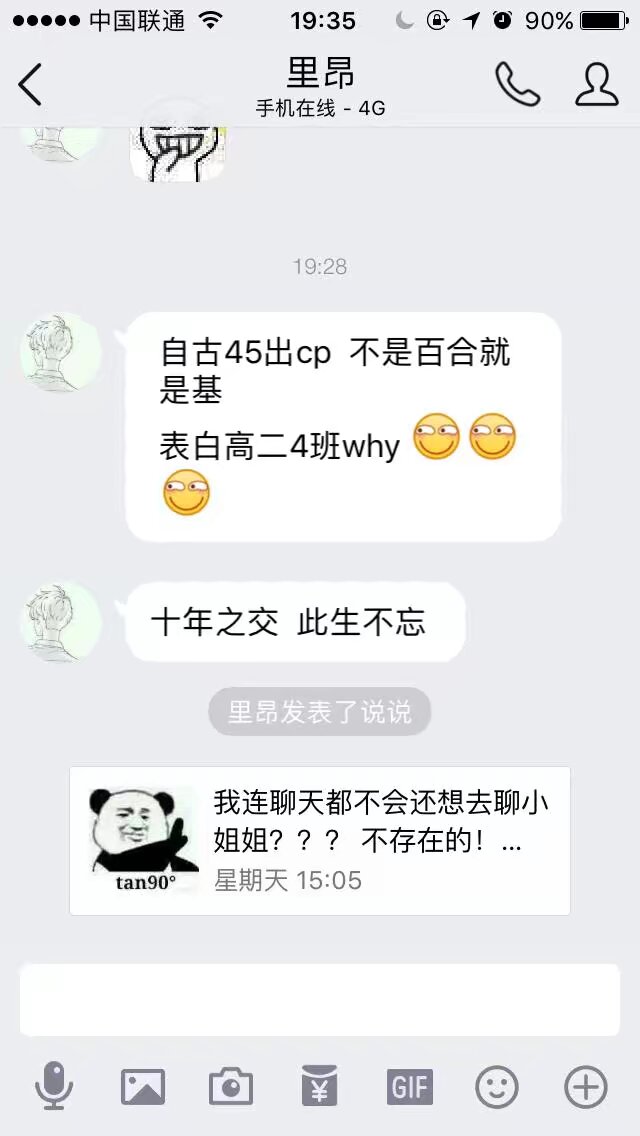 中国联通 19:35 90%
里昂
手机在线 - 4G
19:28
自古45出cp 不是百合就
是基
表白高二4班why
十年之交 此生不忘
里昂发表了说说
我连聊天都不会还想去聊小
姐姐？？？ 不存在的！...
tan90°
星期天 15:05
¥
GIF